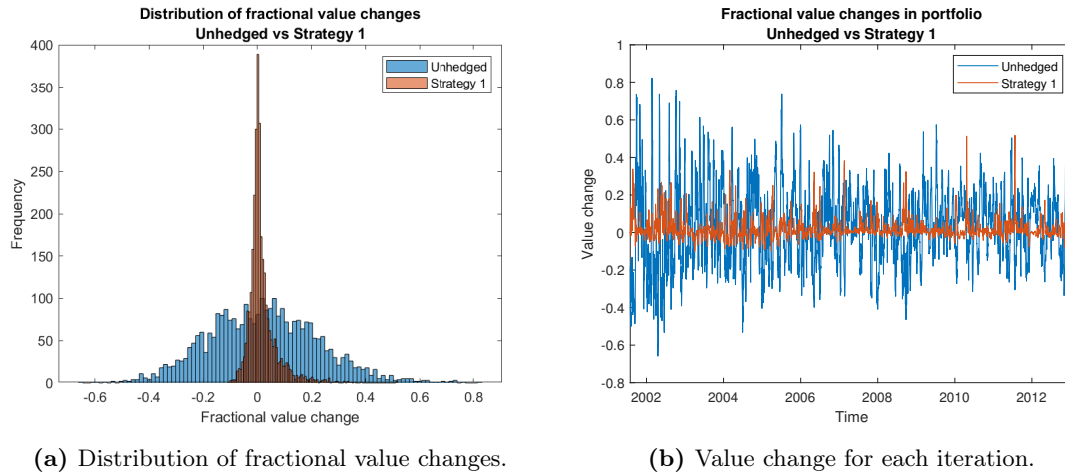 Distribution of fractional value changes
Unhedged vs Strategy 1
400
350
300
250
200
150
100
50
0
Frequency
Unhedged
Strategy 1
-0.6
-0.4
-0.2
0
0.2
0.4
0.6
0.8
Fractional value change
(a) Distribution of fractional value changes.
Fractional value changes in portfolio
Unhedged vs Strategy 1
1
0.8
0.6
0.4
0.2
0
-0.2
-0.4
-0.6
-0.8
Value change
Unhedged
Strategy 1
2002
2004
2006
2008
2010
2012
Time
(b) Value change for each iteration.